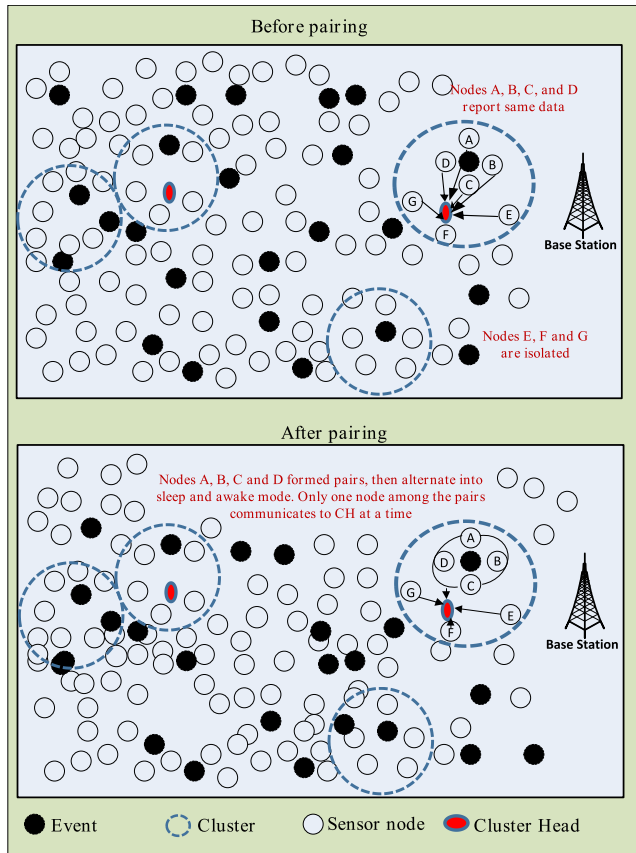 Before pairing
Nodes A, B, C, and D
report same data
A
D
B
C
G
E
F
Base Station
Nodes E, F and G
are isolated
After pairing
Nodes A, B, C and D formed pairs, then alternate into
sleep and awake mode. Only one node among the pairs
communicates to CH at a time
A
D
B
C
G
E
F
Base Station
Event
Cluster
Sensor node
Cluster Head